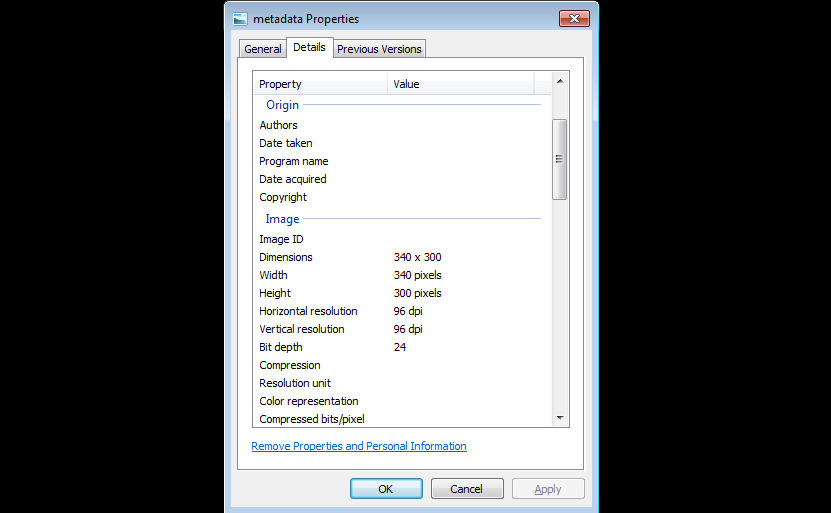 metadata Properties
General Details Previous Versions
Property Value
Origin
Authors
Date taken
Program name
Date acquired
Copyright
Image
Image ID
Dimensions 340 x 300
Width 340 pixels
Height 300 pixels
Horizontal resolution 96 dpi
Vertical resolution 96 dpi
Bit depth 24
Compression
Resolution unit
Color representation
Compressed bits/pixel
Remove Properties and Personal Information
OK Cancel Apply